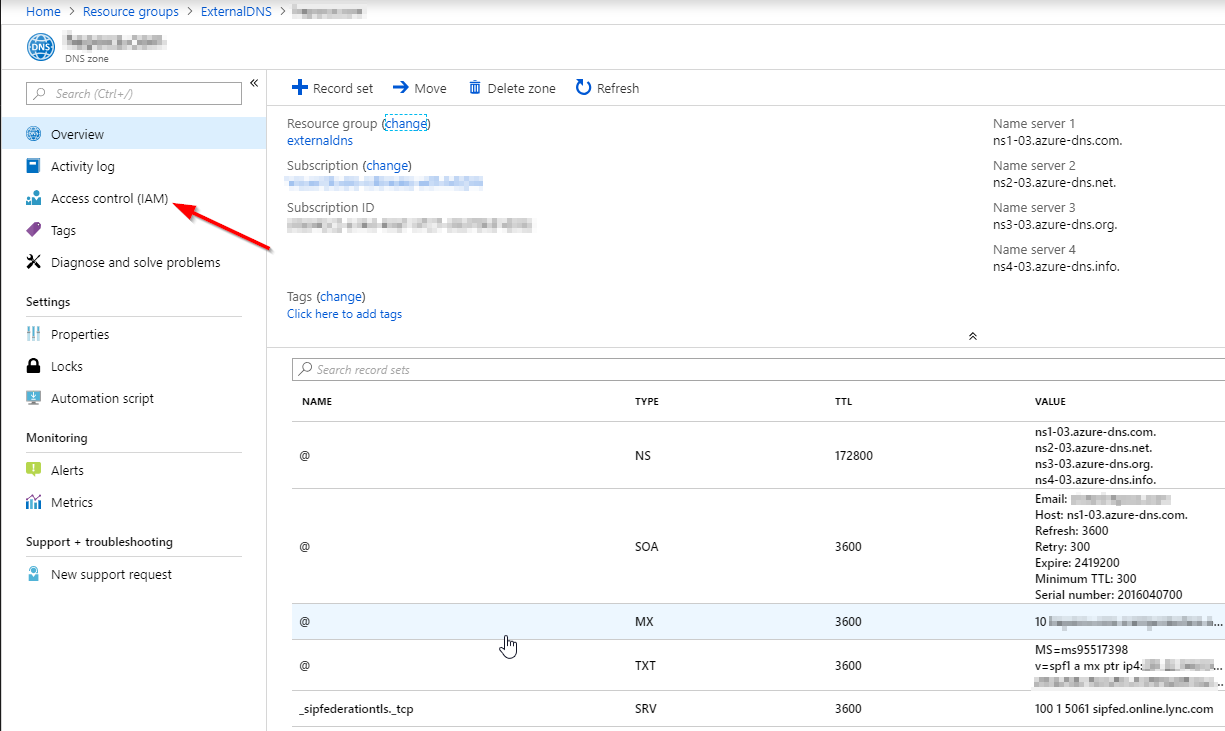 Home > Resource groups > ExternalDNS >
DNS zone
Search (Ctrl+/)
«
Overview
Activity log
Access control (IAM)
Tags
Diagnose and solve problems
Settings
Properties
Locks
Automation script
Monitoring
Alerts
Metrics
Support + troubleshooting
New support request
Record set Move Delete zone Refresh
Resource group (change)
externaldns
Subscription (change)
Subscription ID
Tags (change)
Click here to add tags
Name server 1
ns1-03.azure-dns.com.
Name server 2
ns2-03.azure-dns.net.
Name server 3
ns3-03.azure-dns.org.
Name server 4
ns4-03.azure-dns.info.
Search record sets
NAME TYPE TTL VALUE
@ NS 172800
ns1-03.azure-dns.com.
ns2-03.azure-dns.net.
ns3-03.azure-dns.org.
ns4-03.azure-dns.info.
@ SOA 3600
Email:
Host: ns1-03.azure-dns.com.
Refresh: 3600
Retry: 300
Expire: 2419200
Minimum TTL: 300
Serial number: 2016040700
@ MX 3600 10 ...
@ TXT 3600
MS=ms95517398
v=spf1 a mx ptr ip4: ...
_sipfederationtls._tcp SRV 3600 100 1 5061 sipfed.online.lync.com